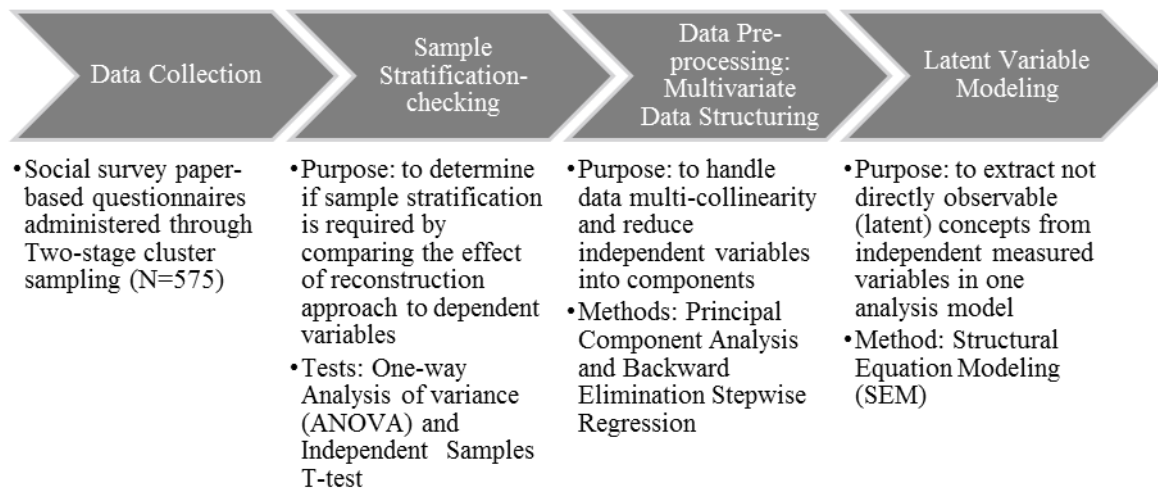 Data Collection
•Social survey paper-
based questionnaires
administered through
Two-stage cluster
sampling (N=575)
Sample
Stratification-
checking
•Purpose: to determine
if sample stratification
is required by
comparing the effect
of reconstruction
approach to dependent
variables
•Tests: One-way
Analysis of variance
(ANOVA) and
Independent Samples
T-test
Data Pre-
processing:
Multivariate
Data Structuring
•Purpose: to handle
data multi-collinearity
and reduce
independent variables
into components
•Methods: Principal
Component Analysis
and Backward
Elimination Stepwise
Regression
Latent Variable
Modeling
•Purpose: to extract not
directly observable
(latent) concepts from
independent measured
variables in one
analysis model
•Method: Structural
Equation Modeling
(SEM)